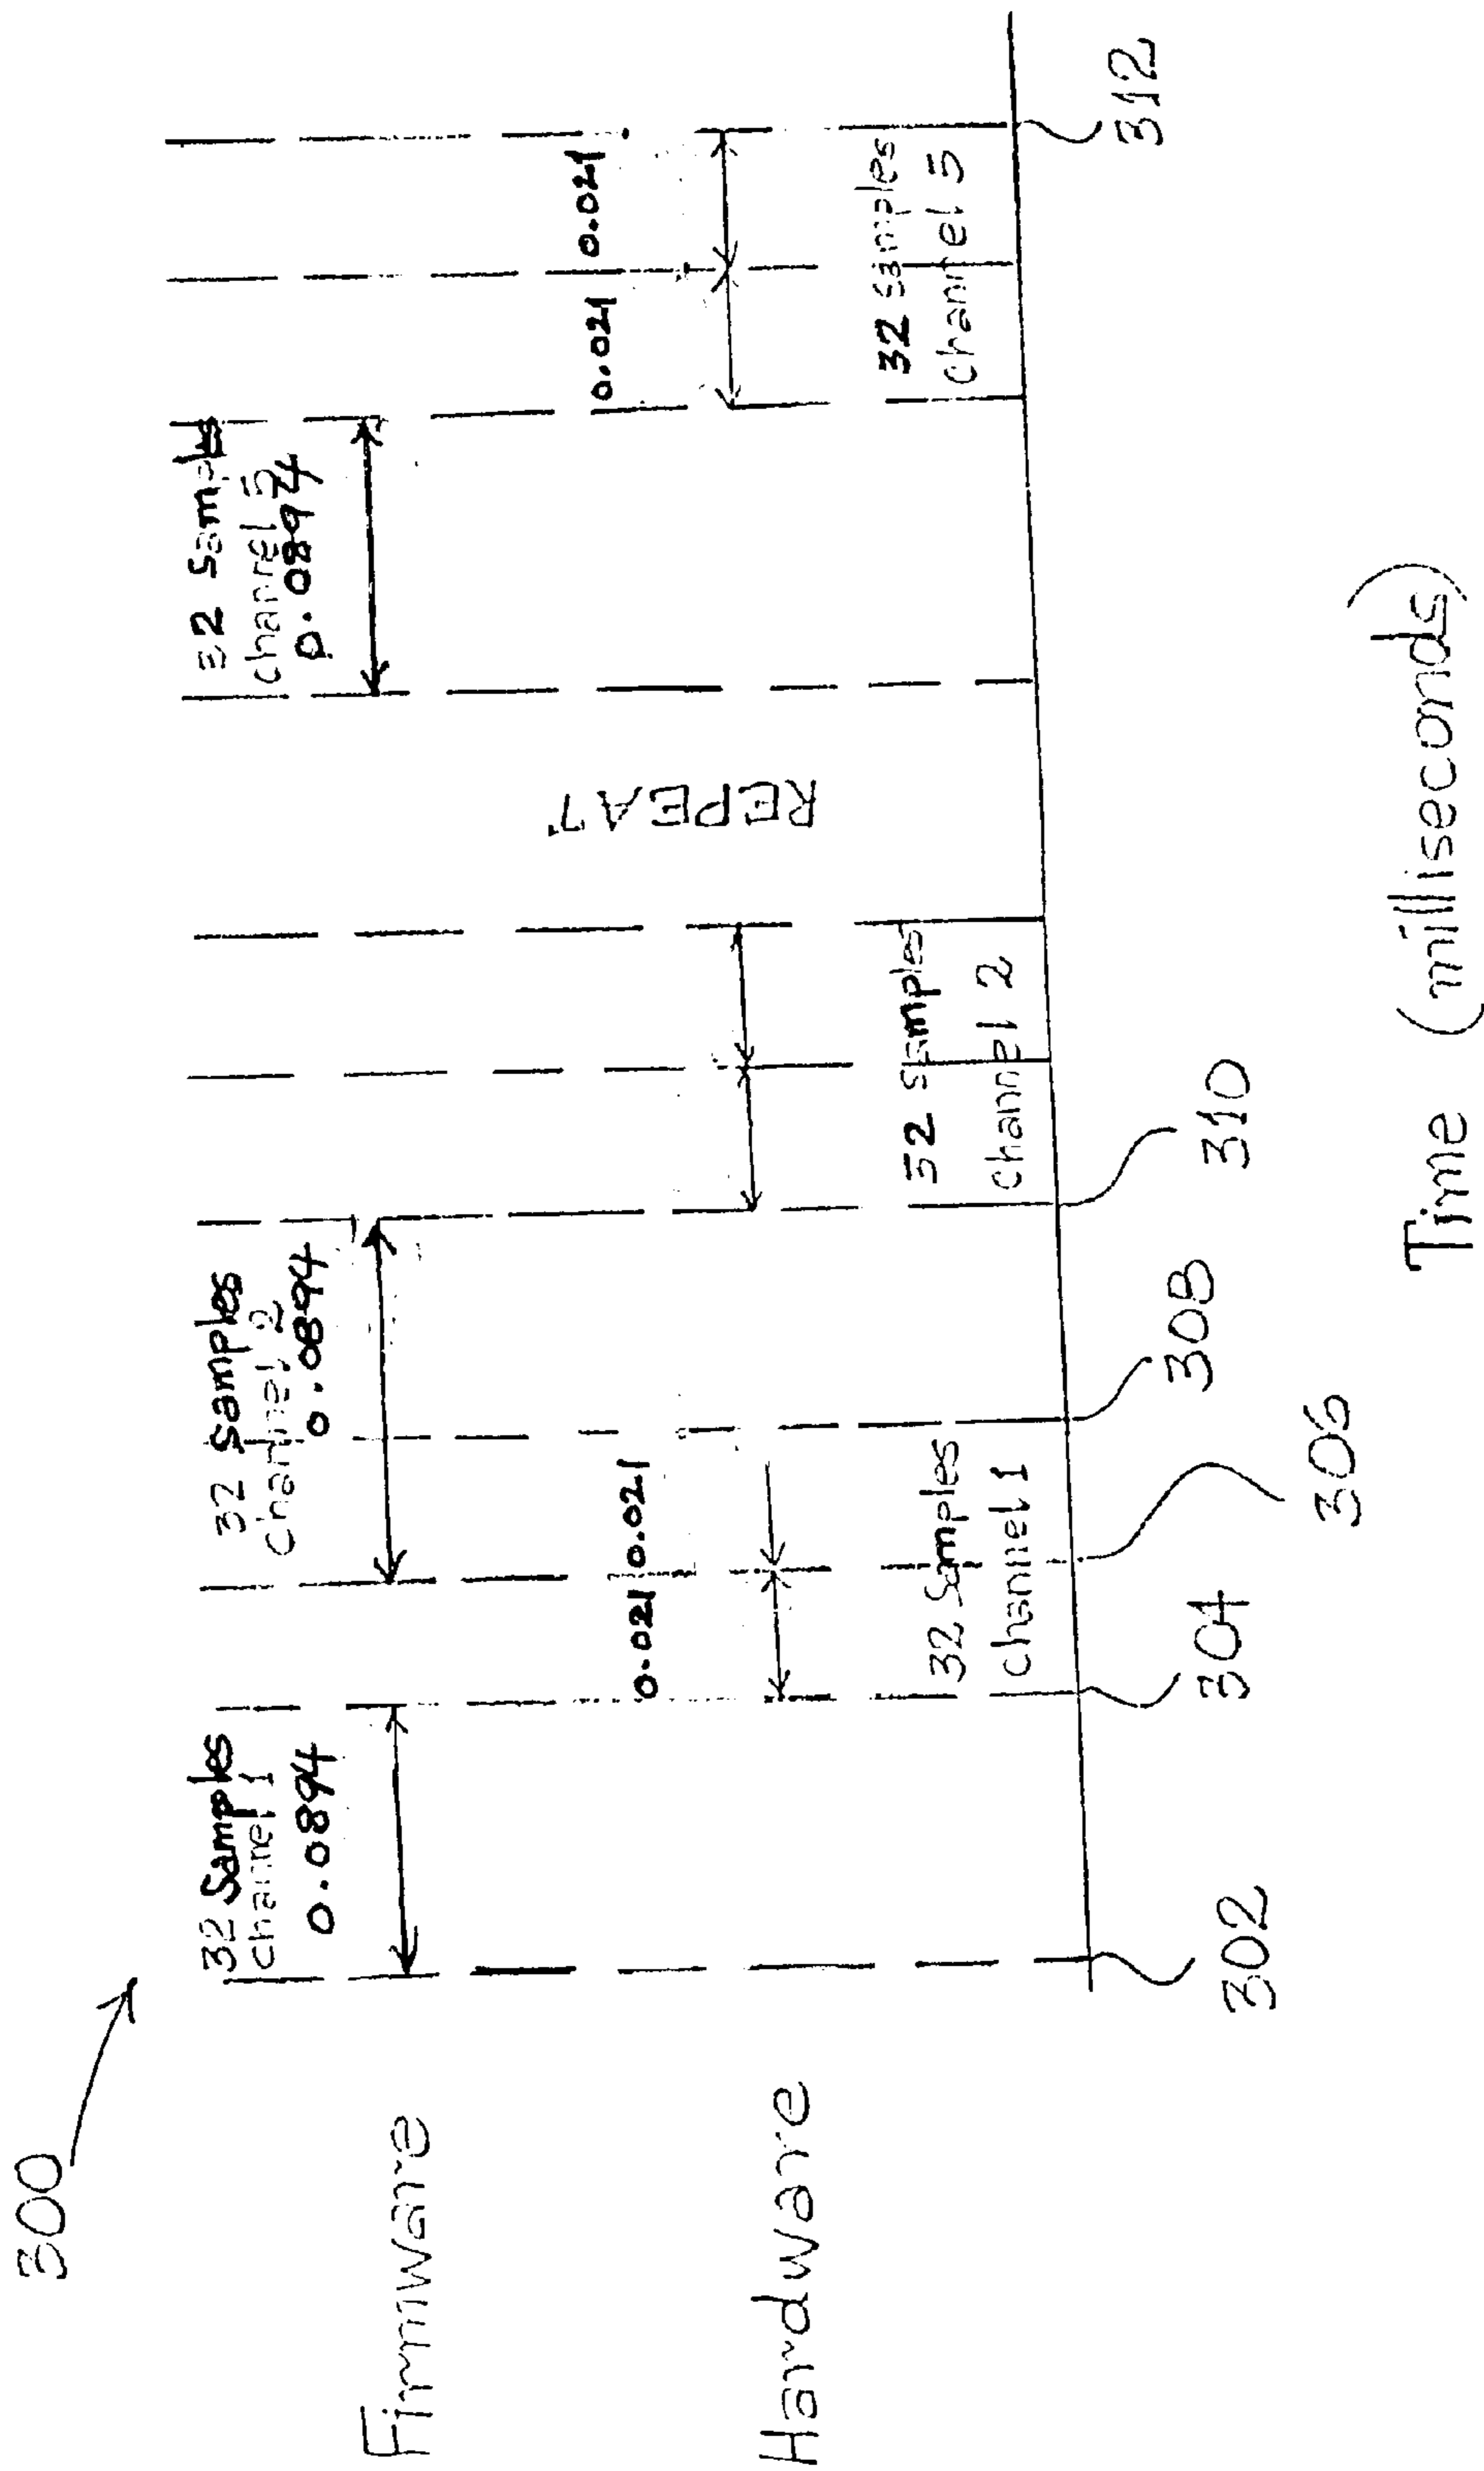 300
32 Samples
channel 1
0.0894
32 samples
channel 2
0.0894
32 Samples
channel 5
0.0894
Firmware
REPEAT
0.021 0.021
0.021 0.021
Hardware
32 Samples
channel 1
32 samples
channel 2
32 samples
channel 5
302
304
306
308
310
312
Time (milliseconds)